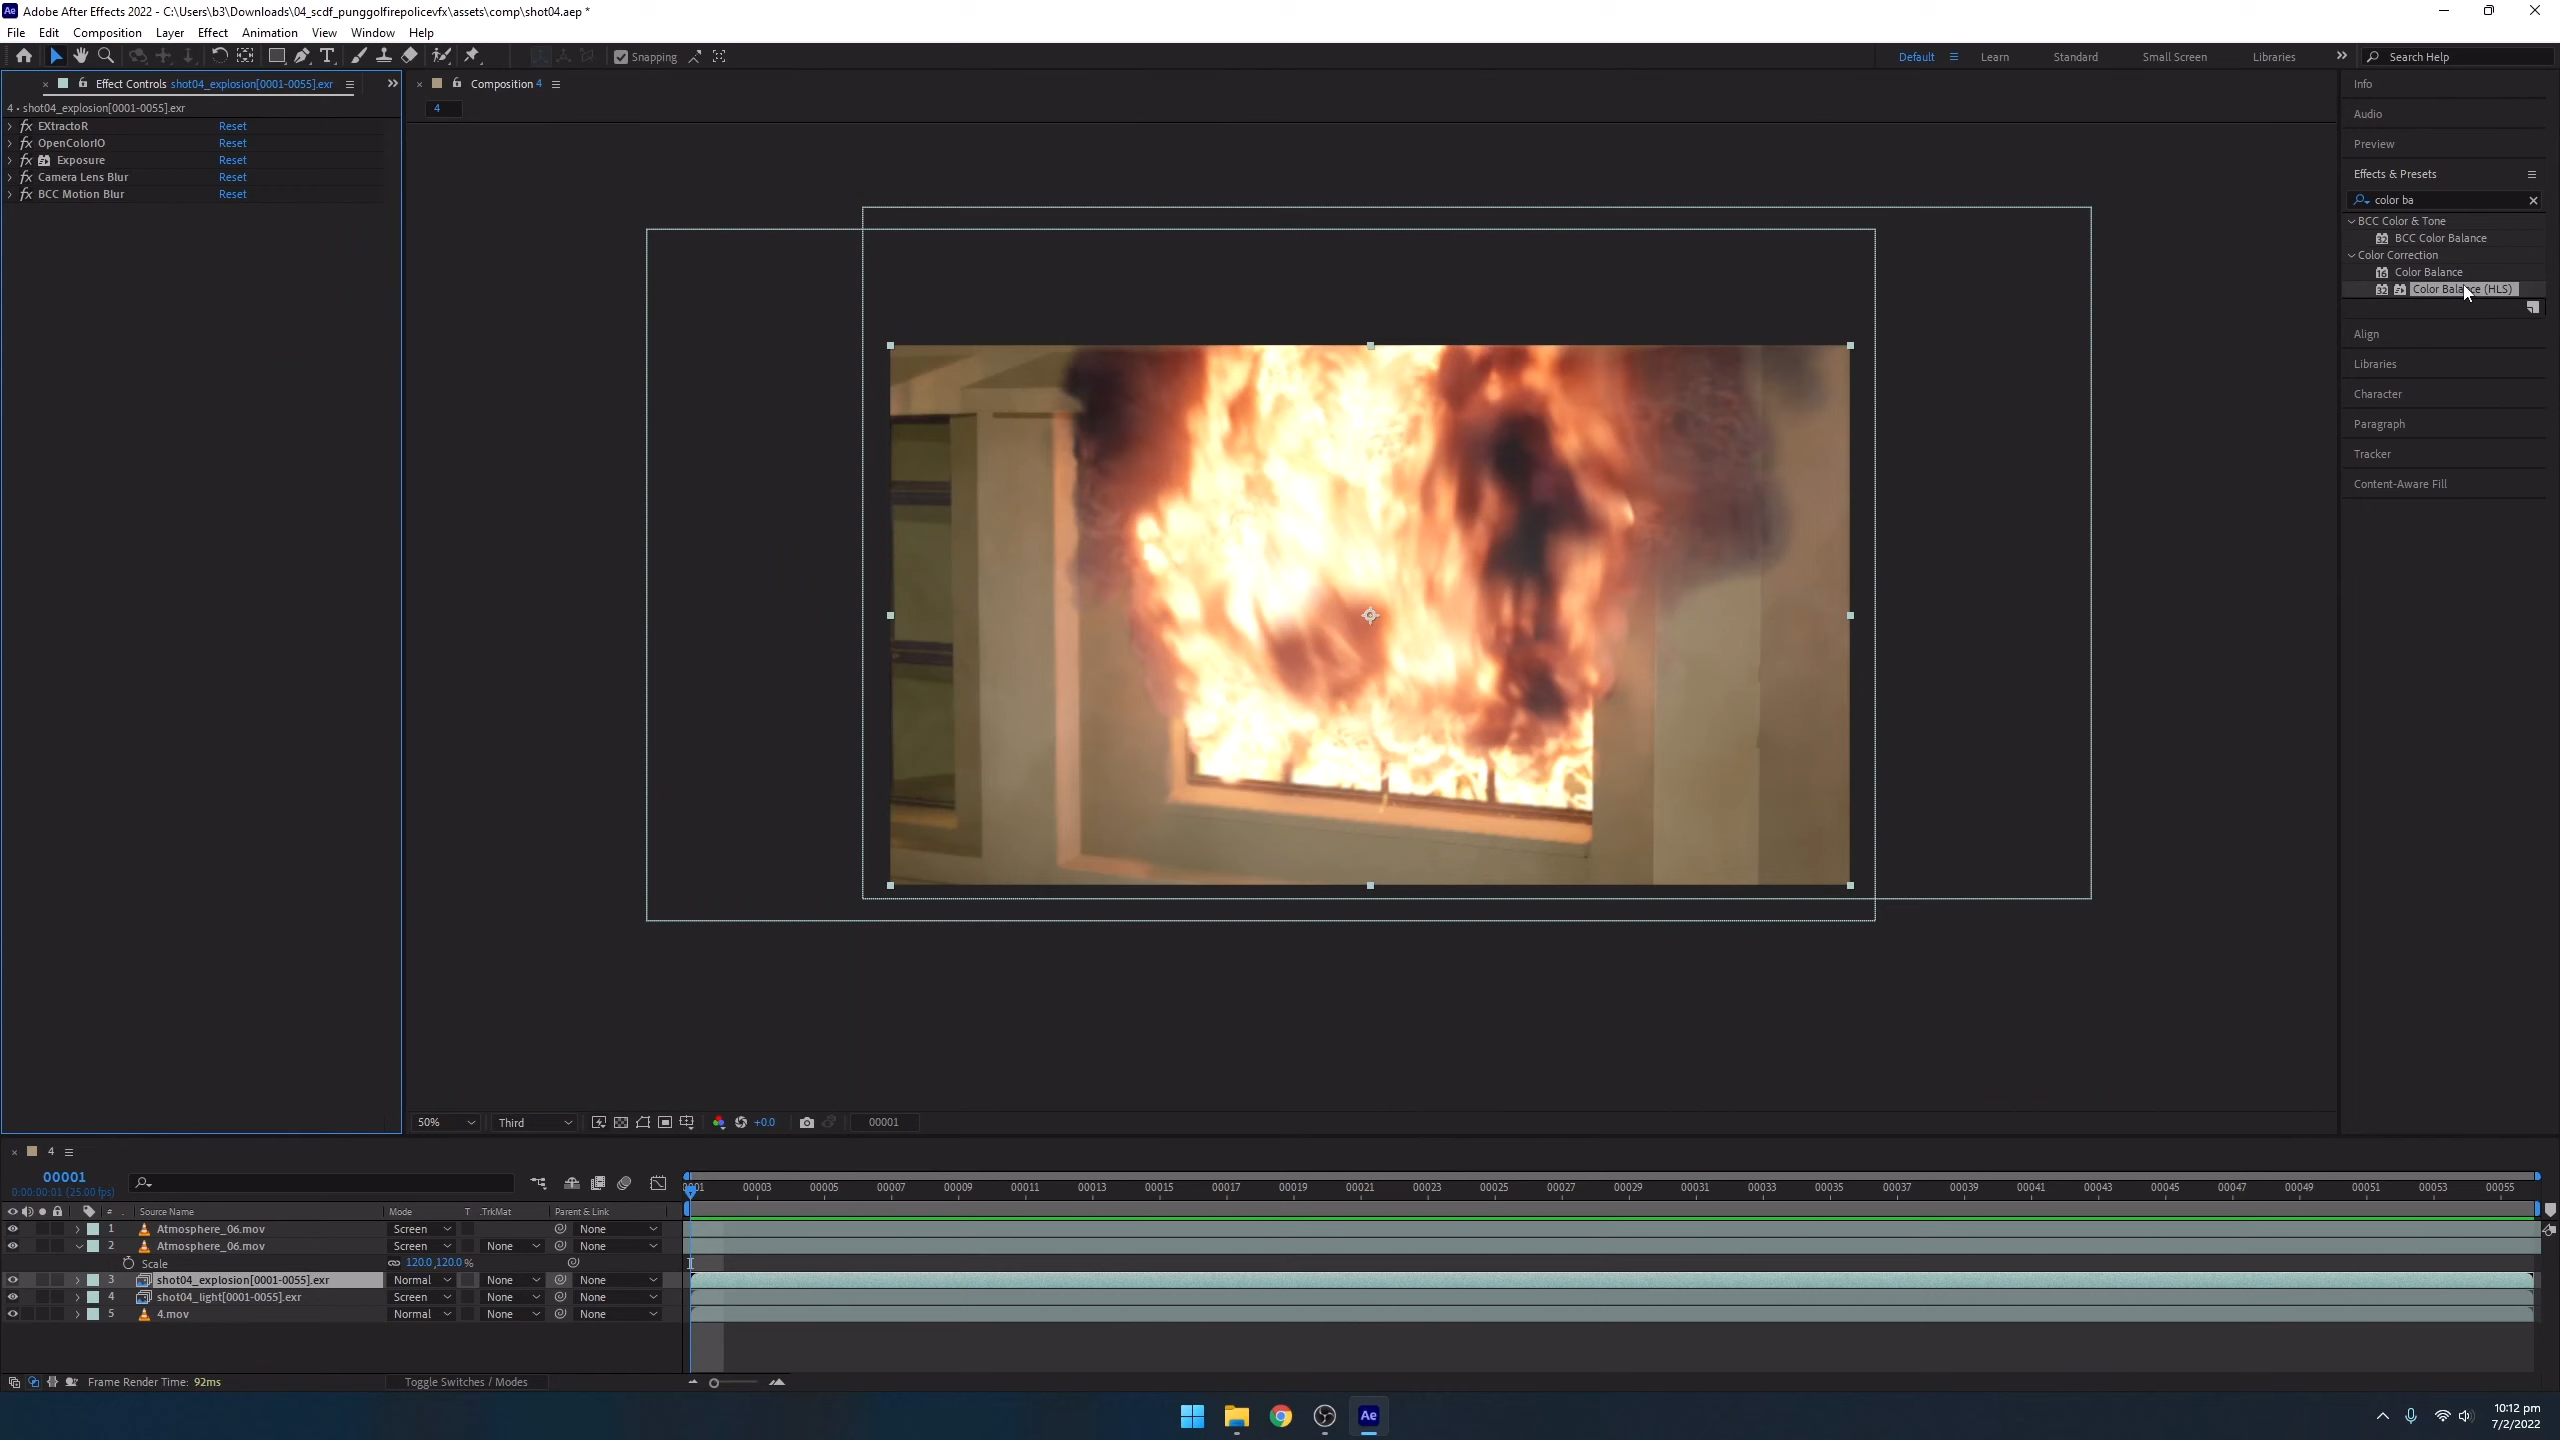 Adobe After Effects 2022 - C:\Users\b3\Downloads\04_scdf_punggolfirepolicevfx\assets\comp\shot04.aep *
File Edit Composition Layer Effect Animation View Window Help
Snapping Default Learn Standard Small Screen Libraries Search Help
Effect Controls shot04_explosion[0001-0055].exr
4 • shot04_explosion[0001-0055].exr
fx EXtractoR Reset
fx OpenColorIO Reset
fx Exposure Reset
fx Camera Lens Blur Reset
fx BCC Motion Blur Reset
Composition 4
4
Info
Audio
Preview
Effects & Presets
color ba
BCC Color & Tone
32 BCC Color Balance
Color Correction
16 Color Balance
32 Color Balance (HLS)
Align
Libraries
Character
Paragraph
Tracker
Content-Aware Fill
50% Third +0.0 00001
4
00001
0:00:00:01 (25.00 fps)
0001 00003 00005 00007 00009 00011 00013 00015 00017 00019 00021 00023 00025 00027 00029 00031 00033 00035 00037 00039 00041 00043 00045 00047 00049 00051 00053 00055
# Source Name Mode T .TrkMat Parent & Link
1 Atmosphere_06.mov Screen None
2 Atmosphere_06.mov Screen None None
Scale 120.0,120.0%
3 shot04_explosion[0001-0055].exr Normal None None
4 shot04_light[0001-0055].exr Screen None None
5 4.mov Normal None None
Frame Render Time: 92ms Toggle Switches / Modes
Ae
10:12 pm
7/2/2022